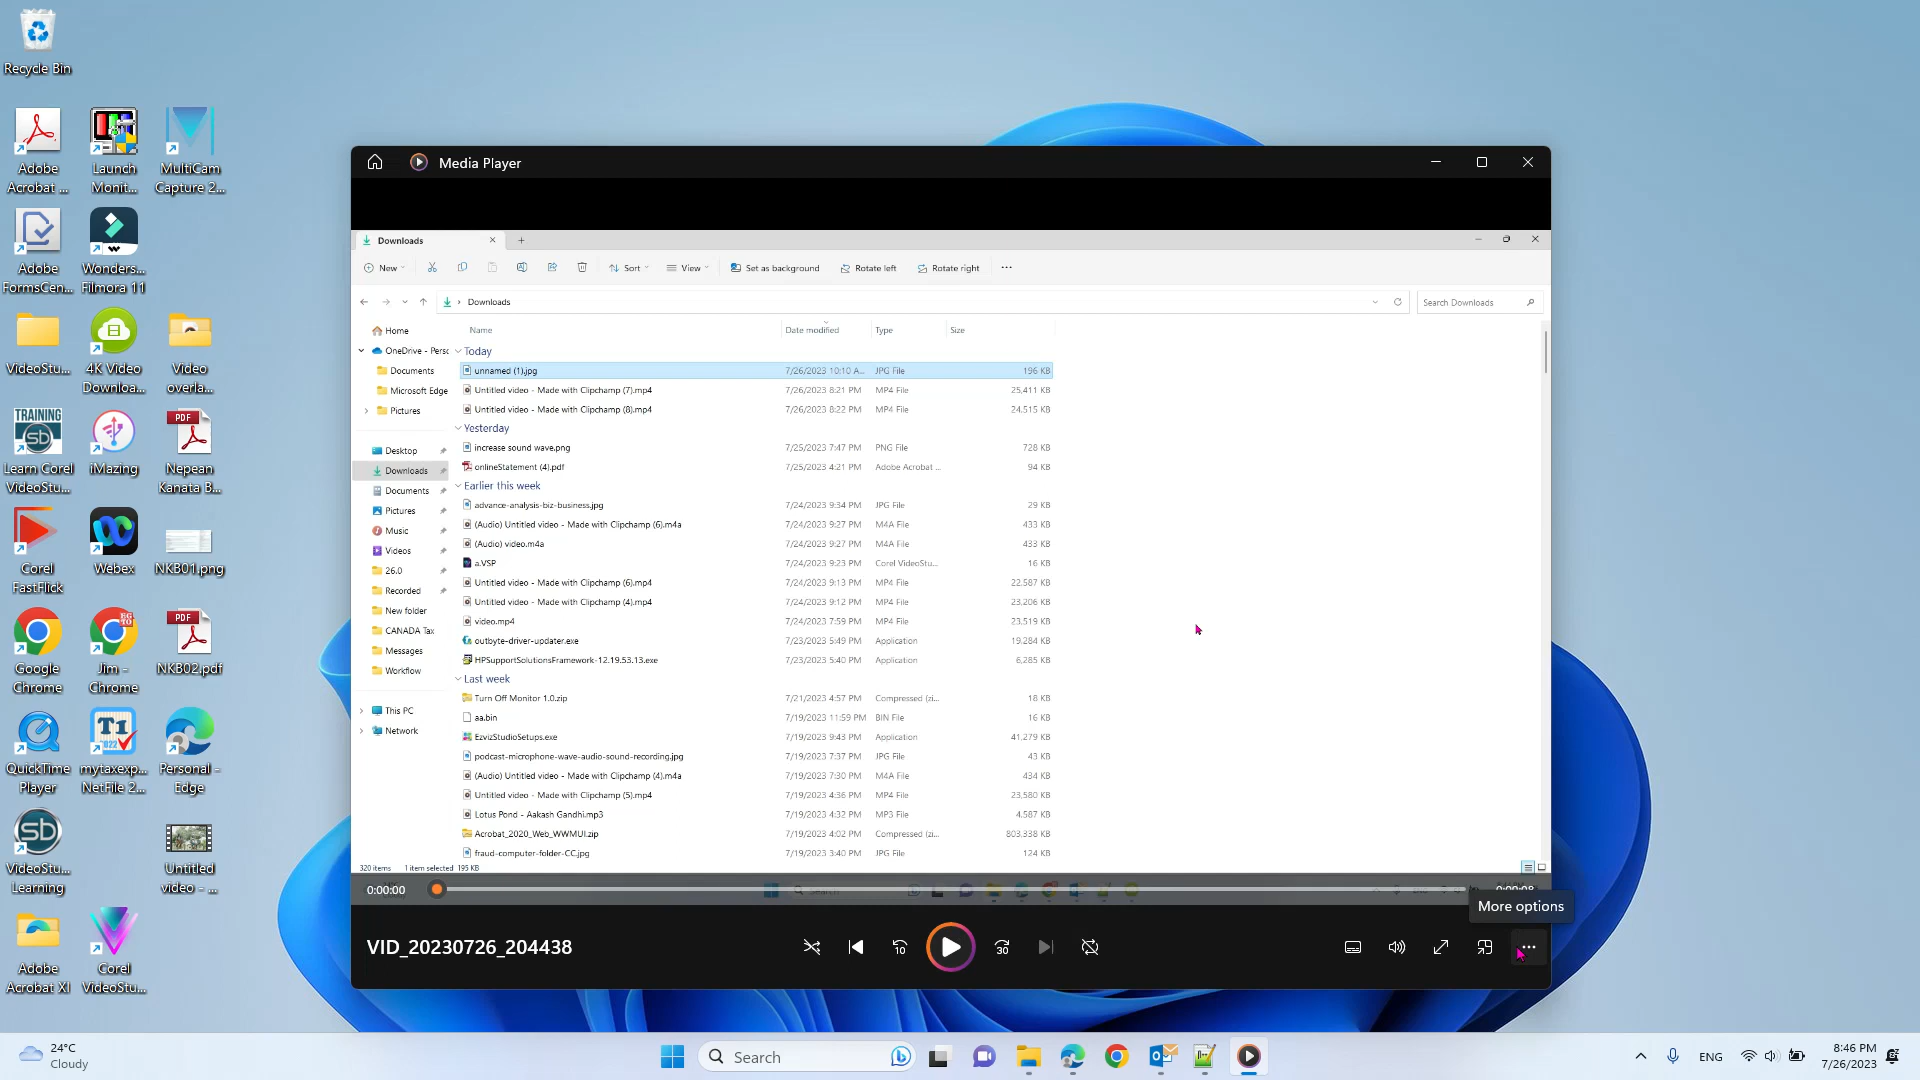 Recycle Bin
Adobe
Acrobat ...
Launch
Monit...
MultiCam
Capture 2...
Adobe
FormsCen...
Wonders...
Filmora 11
VideoStu...
4K Video
Downloa...
Video
overla...
TRAINING
Learn Corel
VideoStu...
iMazing
PDF
Nepean
Kanata B...
Corel
FastFlick
Webex
NKB01.png
Google
Chrome
Jim -
Chrome
PDF
NKB02.pdf
QuickTime
Player
T1
2022
mytaxexp...
NetFile 2...
Personal -
Edge
VideoStu...
Learning
Untitled
video - ...
Adobe
Acrobat XI
Corel
VideoStu...
Media Player
Downloads
New
Sort
View
Set as background
Rotate left
Rotate right
Downloads
Search Downloads
Home
OneDrive - Perso
Documents
Microsoft Edge
Pictures
Desktop
Downloads
Documents
Pictures
Music
Videos
26.0
Recorded
New folder
CANADA Tax
Messages
Workflow
This PC
Network
Name Date modified Type Size
Today
unnamed (1).jpg 7/26/2023 10:10 A... JPG File 196 KB
Untitled video - Made with Clipchamp (7).mp4 7/26/2023 8:21 PM MP4 File 25,411 KB
Untitled video - Made with Clipchamp (8).mp4 7/26/2023 8:22 PM MP4 File 24,515 KB
Yesterday
increase sound wave.png 7/25/2023 7:47 PM PNG File 728 KB
onlineStatement (4).pdf 7/25/2023 4:21 PM Adobe Acrobat ... 94 KB
Earlier this week
advance-analysis-biz-business.jpg 7/24/2023 9:34 PM JPG File 29 KB
(Audio) Untitled video - Made with Clipchamp (6).m4a 7/24/2023 9:27 PM M4A File 433 KB
(Audio) video.m4a 7/24/2023 9:27 PM M4A File 433 KB
a.VSP 7/24/2023 9:23 PM Corel VideoStu... 16 KB
Untitled video - Made with Clipchamp (6).mp4 7/24/2023 9:13 PM MP4 File 22,587 KB
Untitled video - Made with Clipchamp (4).mp4 7/24/2023 9:12 PM MP4 File 23,206 KB
video.mp4 7/24/2023 7:59 PM MP4 File 23,519 KB
outbyte-driver-updater.exe 7/23/2023 5:49 PM Application 19,284 KB
HPSupportSolutionsFramework-12.19.53.13.exe 7/23/2023 5:40 PM Application 6,285 KB
Last week
Turn Off Monitor 1.0.zip 7/21/2023 4:57 PM Compressed (zi... 18 KB
aa.bin 7/19/2023 11:59 PM BIN File 16 KB
EzvizStudioSetups.exe 7/19/2023 9:43 PM Application 41,279 KB
podcast-microphone-wave-audio-sound-recording.jpg 7/19/2023 7:37 PM JPG File 43 KB
(Audio) Untitled video - Made with Clipchamp (4).m4a 7/19/2023 7:30 PM M4A File 434 KB
Untitled video - Made with Clipchamp (5).mp4 7/19/2023 4:36 PM MP4 File 23,580 KB
Lotus Pond - Aakash Gandhi.mp3 7/19/2023 4:32 PM MP3 File 4,587 KB
Acrobat_2020_Web_WWMUI.zip 7/19/2023 4:02 PM Compressed (zi... 803,338 KB
fraud-computer-folder-CC.jpg 7/19/2023 3:40 PM JPG File 124 KB
320 items 1 item selected 195 KB
0:00:00
0:00:08
More options
VID_20230726_204438
10
30
24°C
Cloudy
Search
ENG
8:46 PM
7/26/2023